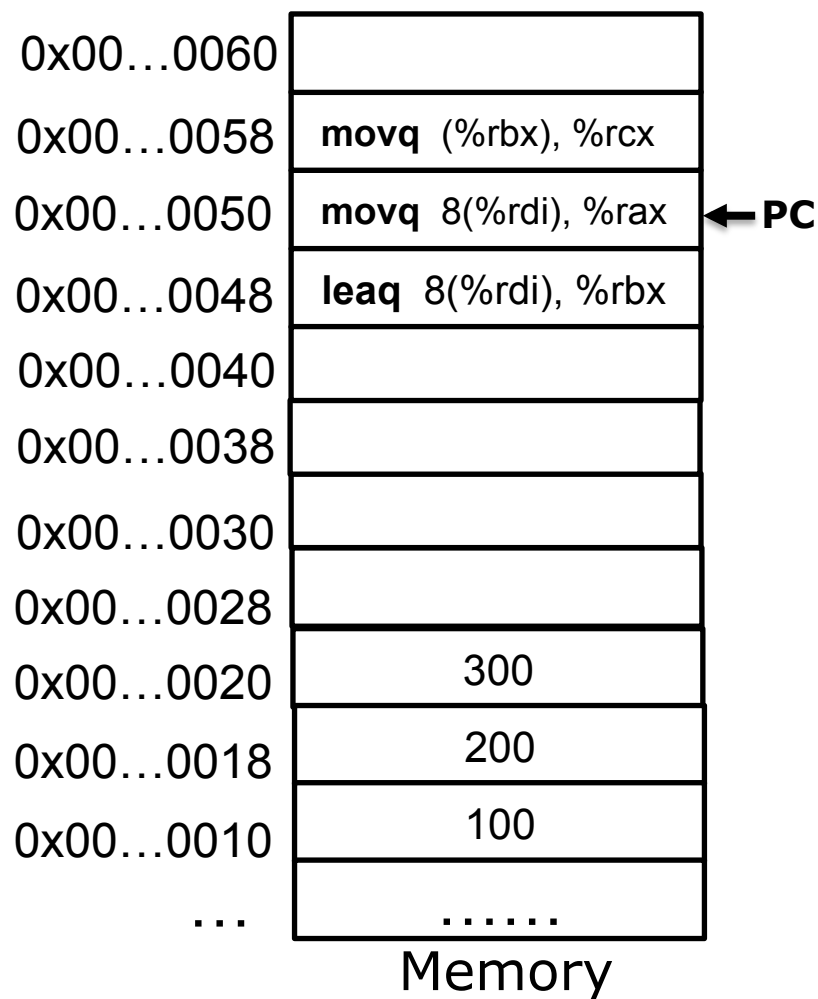 0x00…0060
0x00…0058 movq (%rbx), %rcx
0x00…0050 movq 8(%rdi), %rax PC
0x00…0048 leaq 8(%rdi), %rbx
0x00…0040
0x00…0038
0x00…0030
0x00…0028
0x00…0020 300
0x00…0018 200
0x00…0010 100
… ……
Memory